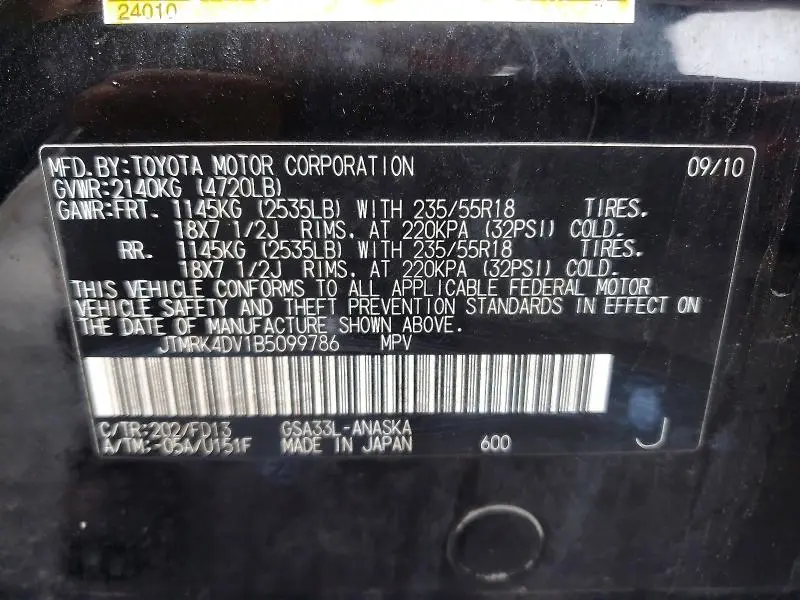 24010
MFD.BY:TOYOTA MOTOR CORPORATION 09/10
GVWR:2140KG (4720LB)
GAWR:FRT. 1145KG (2535LB) WITH 235/55R18 TIRES.
18X7 1/2J RIMS, AT 220KPA (32PSI) COLD.
RR. 1145KG (2535LB) WITH 235/55R18 TIRES.
18X7 1/2J RIMS, AT 220KPA (32PSI) COLD.
THIS VEHICLE CONFORMS TO ALL APPLICABLE FEDERAL MOTOR
VEHICLE SAFETY AND THEFT PREVENTION STANDARDS IN EFFECT ON
THE DATE OF MANUFACTURE SHOWN ABOVE.
JTMRK4DV1B5099786 MPV
C/TR:202/FD13 GSA33L-ANASKA
A/TM:-05A/U151F MADE IN JAPAN 600 J